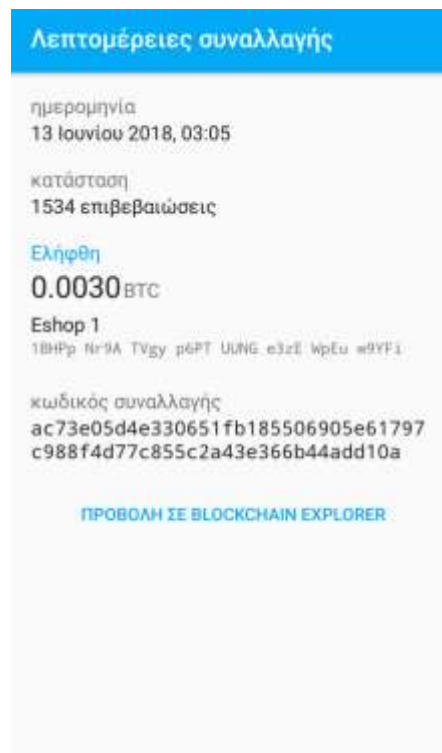 Λεπτομέρειες συναλλαγής
ημερομηνία
13 Ιουνίου 2018, 03:05
κατάσταση
1534 επιβεβαιώσεις
Ελήφθη
0.0030 BTC
Eshop 1
1BHPp Nr9A TVgy p6PT UUNG e3zE WpEu w9YFi
κωδικός συναλλαγής
ac73e05d4e330651fb185506905e61797
c988f4d77c855c2a43e366b44add10a
ΠΡΟΒΟΛΗ ΣΕ BLOCKCHAIN EXPLORER